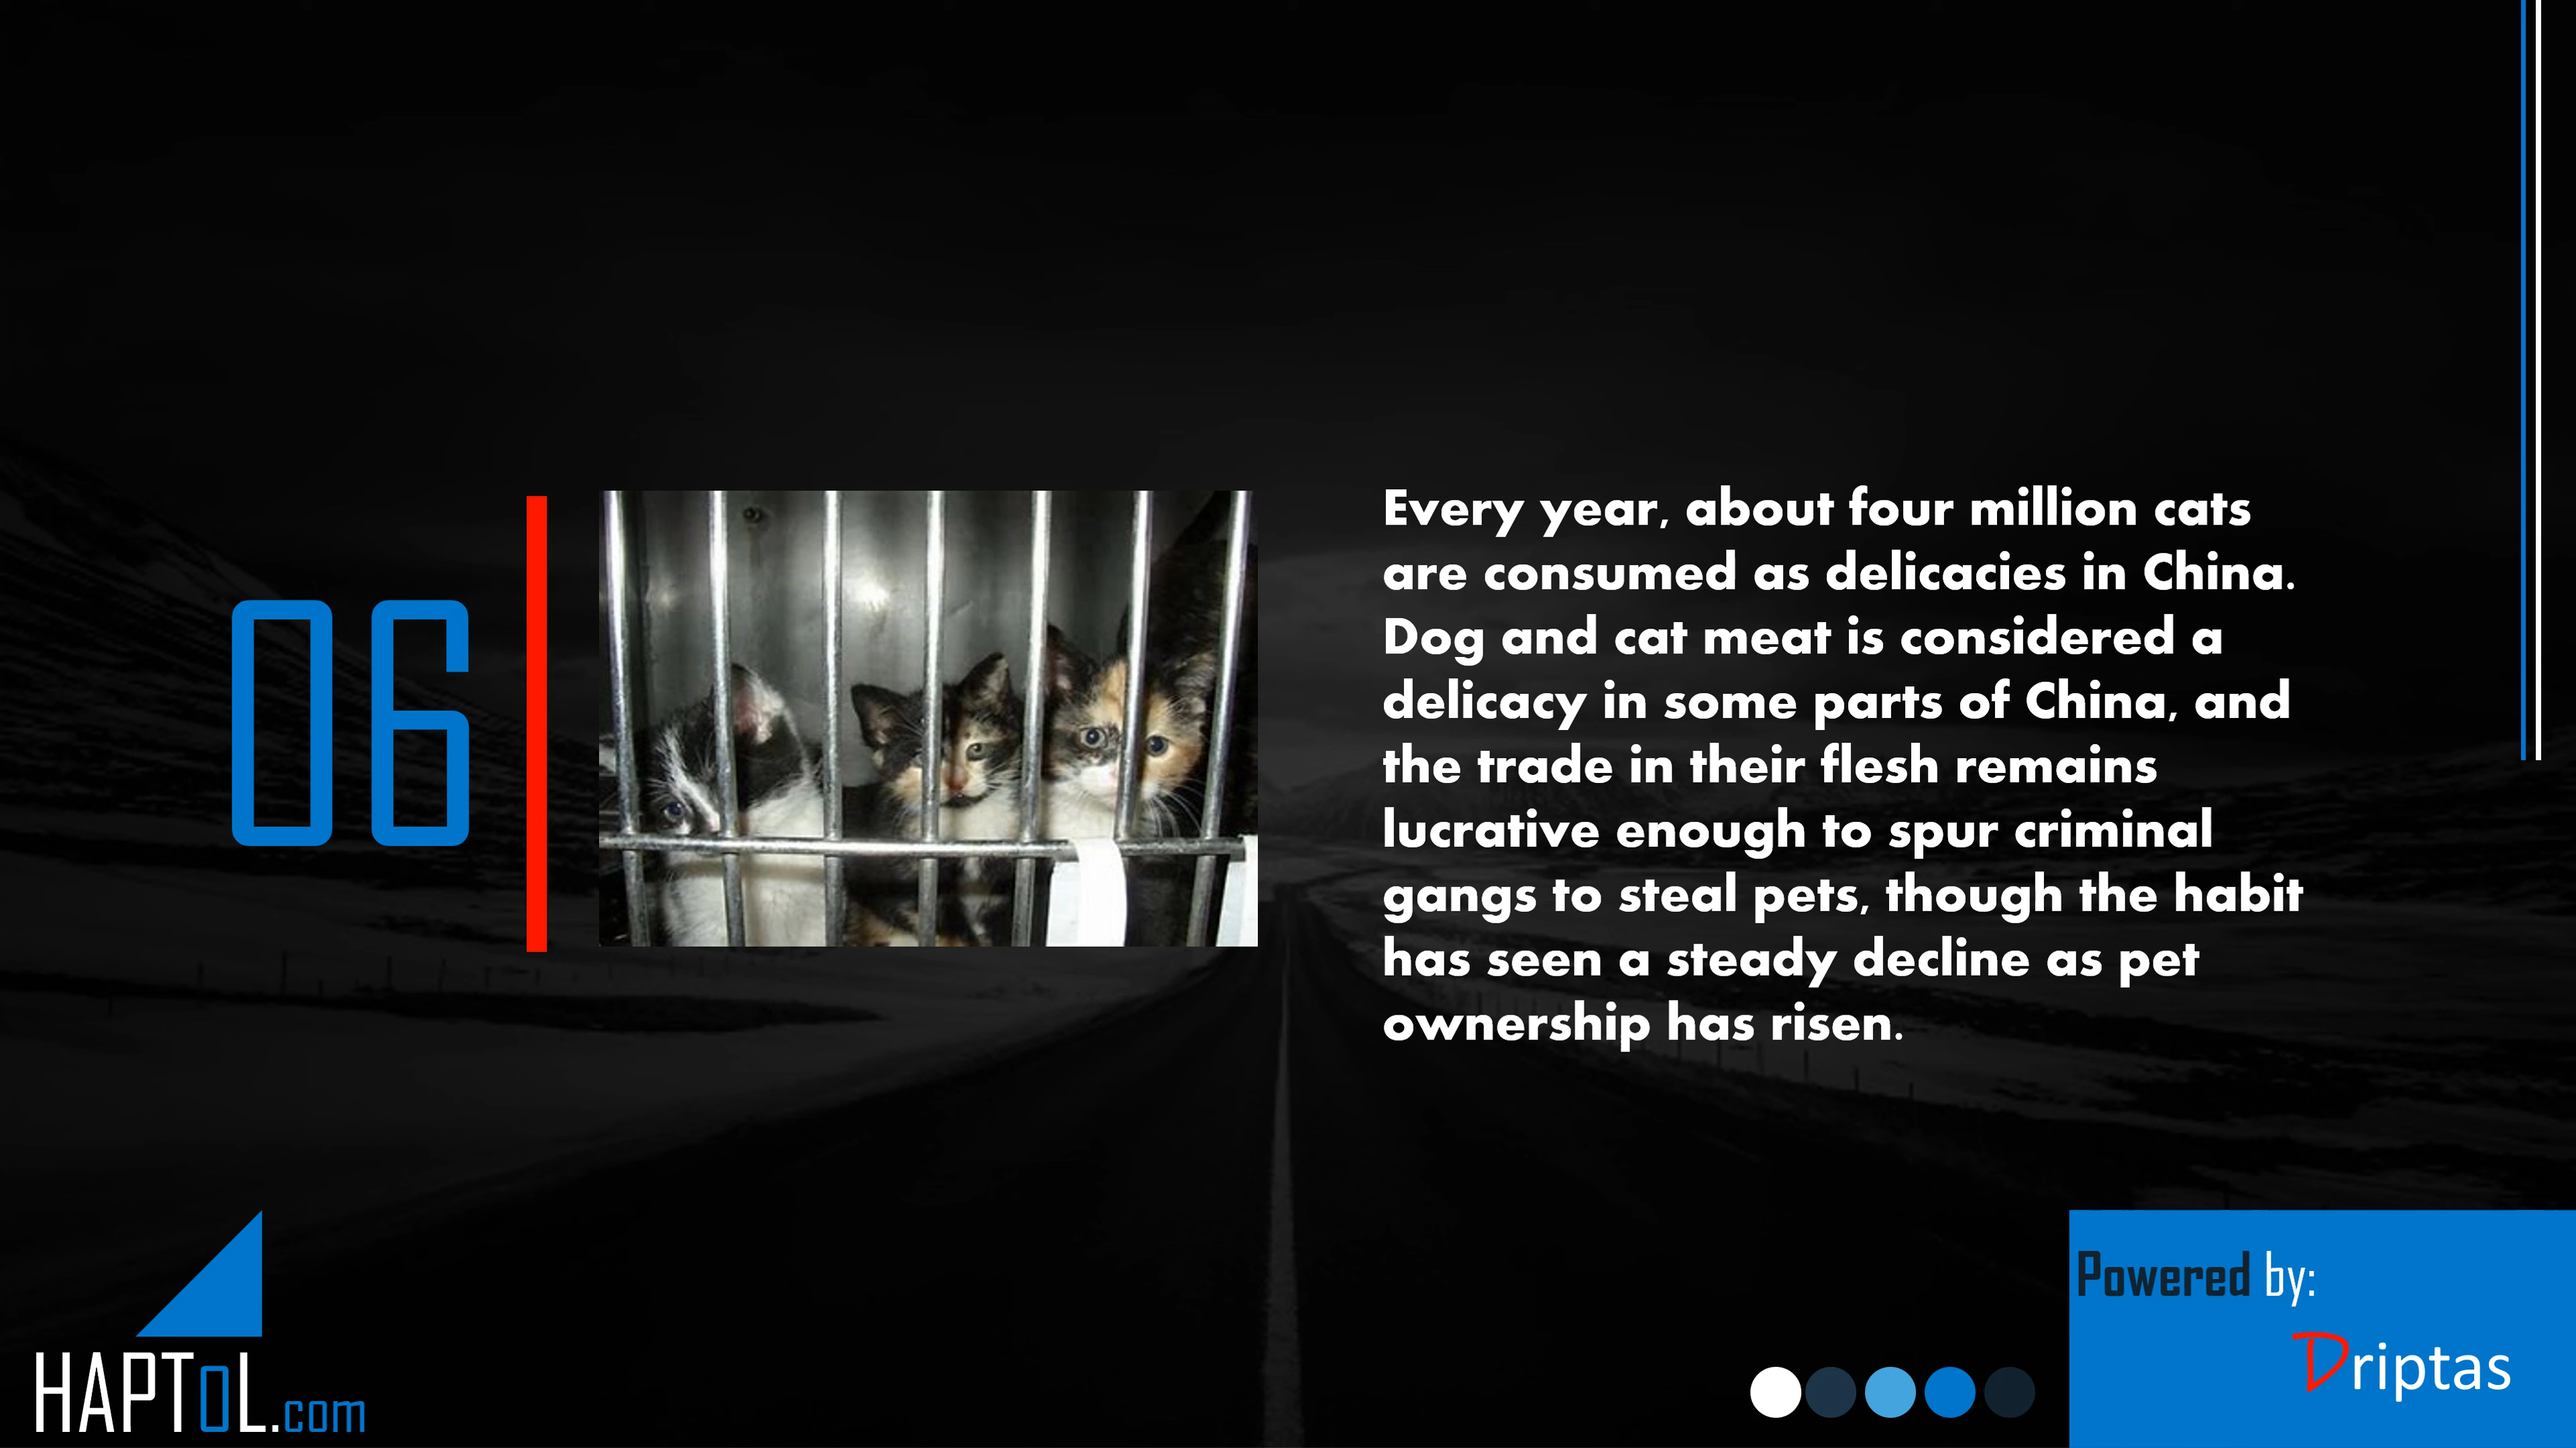 06
Every year, about four million cats
are consumed as delicacies in China.
Dog and cat meat is considered a
delicacy in some parts of China, and
the trade in their flesh remains
lucrative enough to spur criminal
gangs to steal pets, though the habit
has seen a steady decline as pet
ownership has risen.
HAPToL.com
Powered by:
Driptas